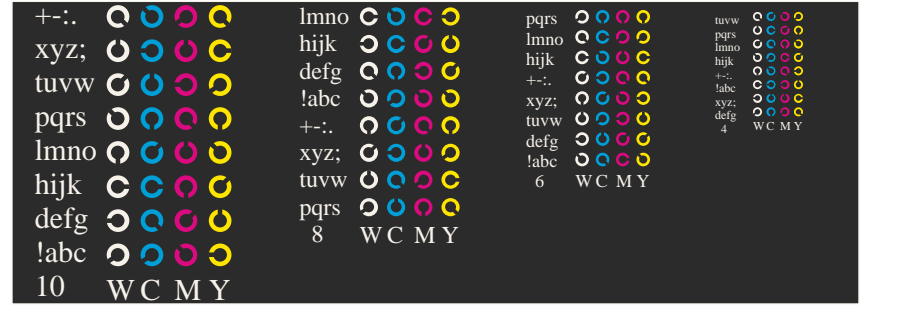 +-:.
xyz;
tuvw
pqrs
lmno
hijk
defg
!abc
10 W C M Y
lmno
hijk
defg
!abc
+-:.
xyz;
tuvw
pqrs
8 W C M Y
pqrs
lmno
hijk
+-:.
xyz;
tuvw
defg
!abc
6 W C M Y
tuvw
pqrs
lmno
hijk
+-:.
!abc
xyz;
defg
4 W C M Y